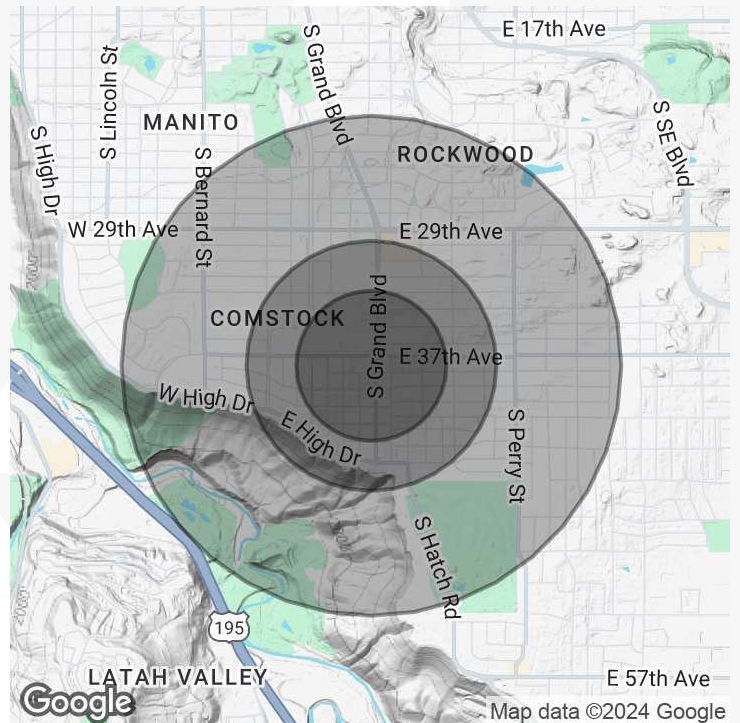 E 17th Ave
S Lincoln St
S Grand Blvd
MANITO
S SE Blvd
S High Dr
ROCKWOOD
S Bernard St
W 29th Ave
E 29th Ave
2000
COMSTOCK
S Grand Blvd
E 37th Ave
W High Dr
E High Dr
S Perry St
S Hatch Rd
2000
195
LATAH VALLEY
E 57th Ave
Google
Map data ©2024 Google